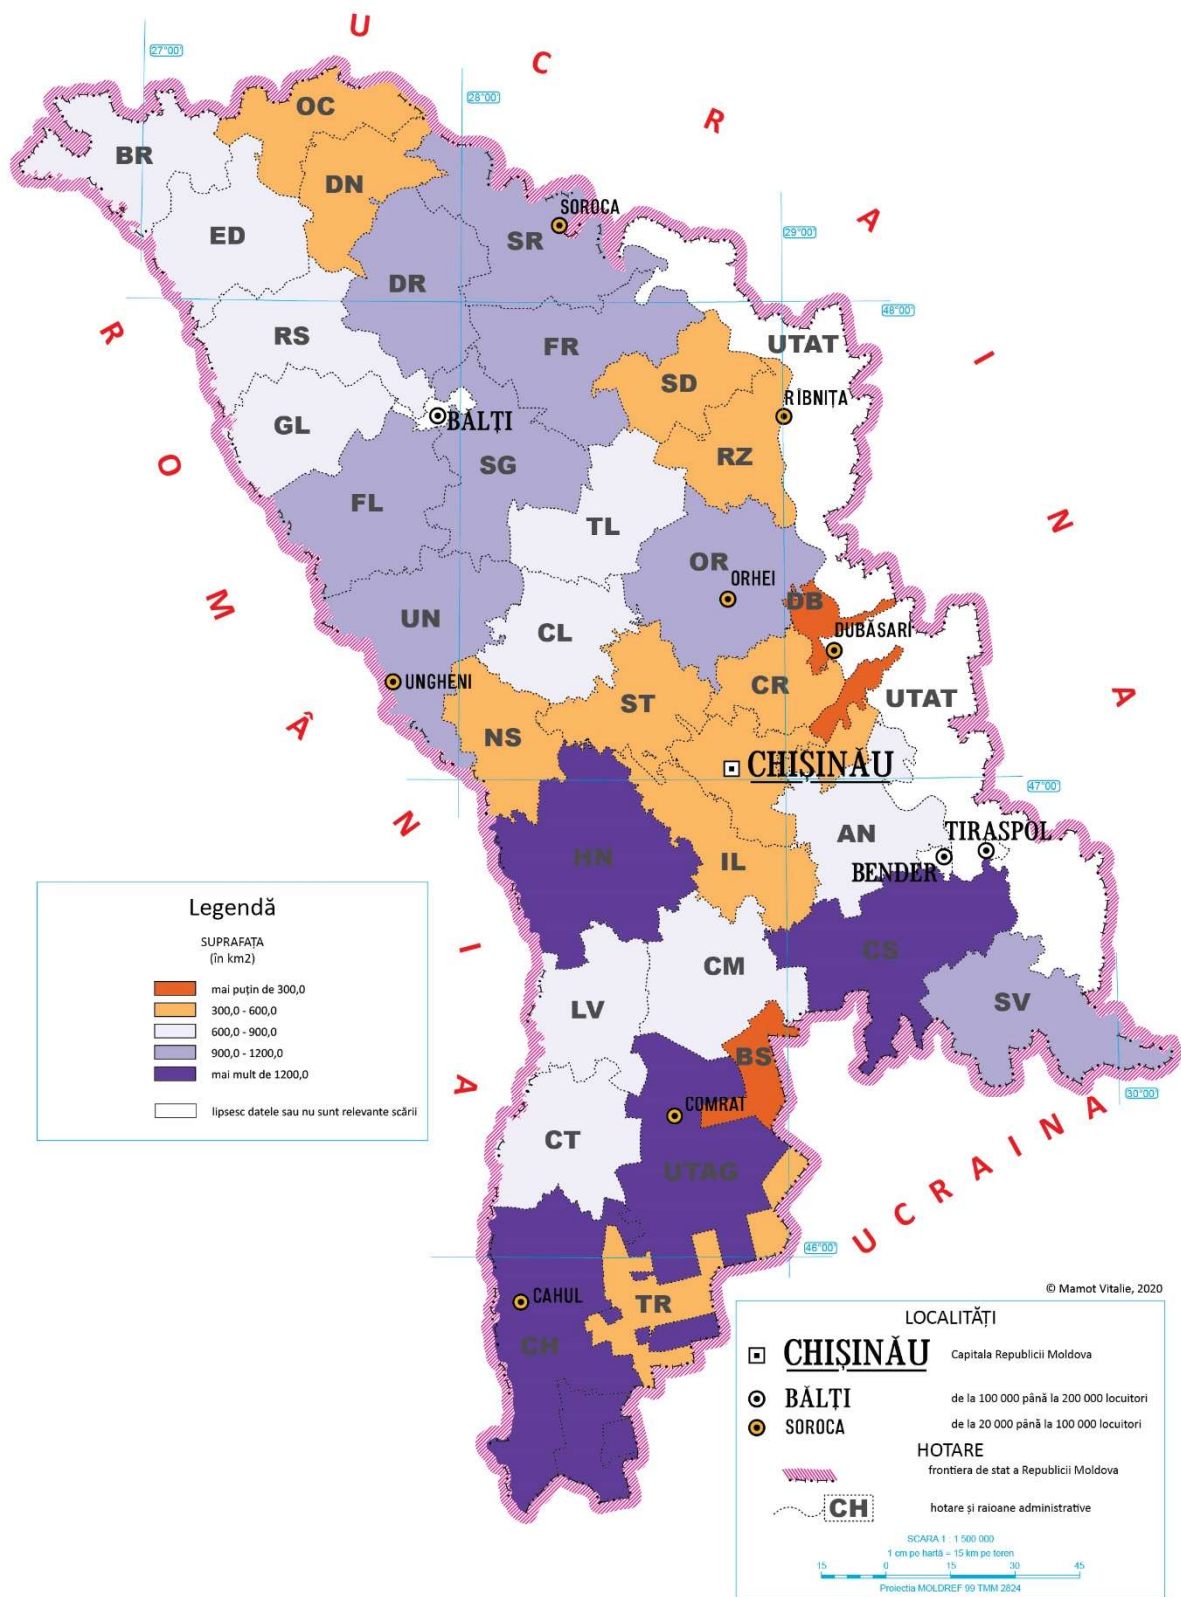 U C R A I N A
27°00'
28°00'
OC
BR
DN
SOROCA
ED
SR
29°00'
DR
48°00'
R O M Â N I A
RS
FR
UTAT
SD
RÎBNIȚA
GL
BĂLȚI
RZ
SG
FL
TL
OR
ORHEI
DB
UN
CL
DUBĂSARI
UNGHENI
CR
ST
UTAT
NS
CHIȘINĂU
47°00'
AN
TIRASPOL
HN
IL
BENDER
CS
CM
SV
LV
BS
30°00'
COMRAT
CT
UTAG
U C R A I N A
46°00'
CAHUL
TR
CH
Legendă
SUPRAFAȚA
(în km2)
mai puțin de 300,0
300,0 - 600,0
600,0 - 900,0
900,0 - 1200,0
mai mult de 1200,0
lipsesc datele sau nu sunt relevante scării
© Mamot Vitalie, 2020
LOCALITĂȚI
CHIȘINĂU Capitala Republicii Moldova
BĂLȚI de la 100 000 până la 200 000 locuitori
SOROCA de la 20 000 până la 100 000 locuitori
HOTARE
frontiera de stat a Republicii Moldova
CH hotare și raioane administrative
SCARA 1 : 1 500 000
1 cm pe hartă = 15 km pe teren
15 0 15 30 45
Proiectia MOLDREF 99 TMM 2824